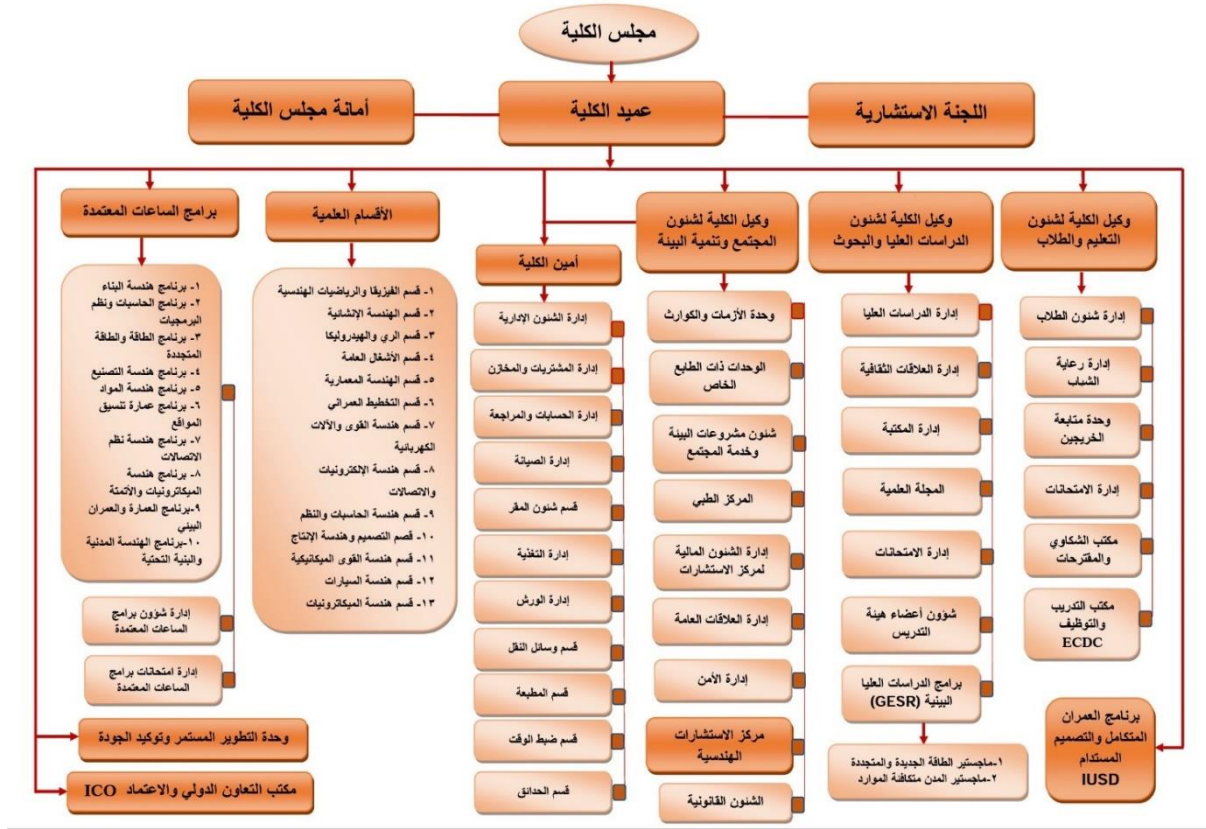 مجلس الكلية
اللجنة الاستشارية
عميد الكلية
أمانة مجلس الكلية
وكيل الكلية لشئون
التعليم والطلاب
إدارة شئون الطلاب
إدارة رعاية
الشباب
وحدة متابعة
الخريجين
إدارة الامتحانات
مكتب الشكاوي
والمقترحات
مكتب التدريب
والتوظيف
ECDC
برنامج العمران
المتكامل والتصميم
المستدام
IUSD
وكيل الكلية لشئون
الدراسات العليا والبحوث
إدارة الدراسات العليا
إدارة العلاقات الثقافية
إدارة المكتبة
المجلة العلمية
إدارة الامتحانات
شؤون أعضاء هيئة
التدريس
برامج الدراسات العليا
البينية (GESR)
١-ماجستير الطاقة الجديدة والمتجددة
٢-ماجستير المدن متكافئة الموارد
وكيل الكلية لشئون
المجتمع وتنمية البيئة
وحدة الأزمات والكوارث
الوحدات ذات الطابع
الخاص
شئون مشروعات البيئة
وخدمة المجتمع
المركز الطبي
إدارة الشئون المالية
لمركز الاستشارات
إدارة العلاقات العامة
إدارة الأمن
مركز الاستشارات
الهندسية
الشئون القانونية
أمين الكلية
إدارة الشئون الإدارية
إدارة المشتريات والمخازن
إدارة الحسابات والمراجعة
إدارة الصيانة
قسم شئون المقر
إدارة التغذية
إدارة الورش
قسم وسائل النقل
قسم المطبعة
قسم ضبط الوقت
قسم الحدائق
الأقسام العلمية
١- قسم الفيزيقا والرياضيات الهندسية
٢- قسم الهندسة الإنشائية
٣- قسم الري والهيدروليكا
٤- قسم الأشغال العامة
٥- قسم الهندسة المعمارية
٦- قسم التخطيط العمراني
٧- قسم هندسة القوى والآلات
الكهربائية
٨- قسم هندسة الإلكترونيات
والاتصالات
٩- قسم هندسة الحاسبات والنظم
١٠- قصم التصميم وهندسة الإنتاج
١١- قسم هندسة القوى الميكانيكية
١٢- قسم هندسة السيارات
١٣- قسم هندسة الميكاترونيات
برامج الساعات المعتمدة
١- برنامج هندسة البناء
٢- برنامج الحاسبات ونظم
البرمجيات
٣- برنامج الطاقة والطاقة
المتجددة
٤- برنامج هندسة التصنيع
٥- برنامج هندسة المواد
٦- برنامج عمارة تنسيق
المواقع
٧- برنامج هندسة نظم
الاتصالات
٨- برنامج هندسة
الميكاترونيات والأتمتة
٩-برنامج العمارة والعمران
البيئي
١٠-برنامج الهندسة المدنية
والبنية التحتية
إدارة شؤون برامج
الساعات المعتمدة
إدارة امتحانات برامج
الساعات المعتمدة
وحدة التطوير المستمر وتوكيد الجودة
مكتب التعاون الدولي والاعتماد ICO